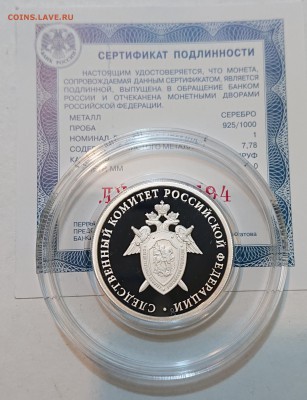 COINS.LAVE.RU
СЕРТИФИКАТ ПОДЛИННОСТИ
НАСТОЯЩИМ УДОСТОВЕРЯЕТСЯ, ЧТО МОНЕТА,
СОПРОВОЖДАЕМАЯ ДАННЫМ СЕРТИФИКАТОМ, ЯВЛЯЕТСЯ
ПОДЛИННОЙ, ВЫПУЩЕНА В ОБРАЩЕНИЕ БАНКОМ
РОССИИ И ОТЧЕКАНЕНА МОНЕТНЫМИ ДВОРАМИ
РОССИЙСКОЙ ФЕДЕРАЦИИ.
МЕТАЛЛ СЕРЕБРО
ПРОБА 925/1000
1
7,78
ММ
СЛЕДСТВЕННЫЙ КОМИТЕТ РОССИЙСКОЙ ФЕДЕРАЦИИ